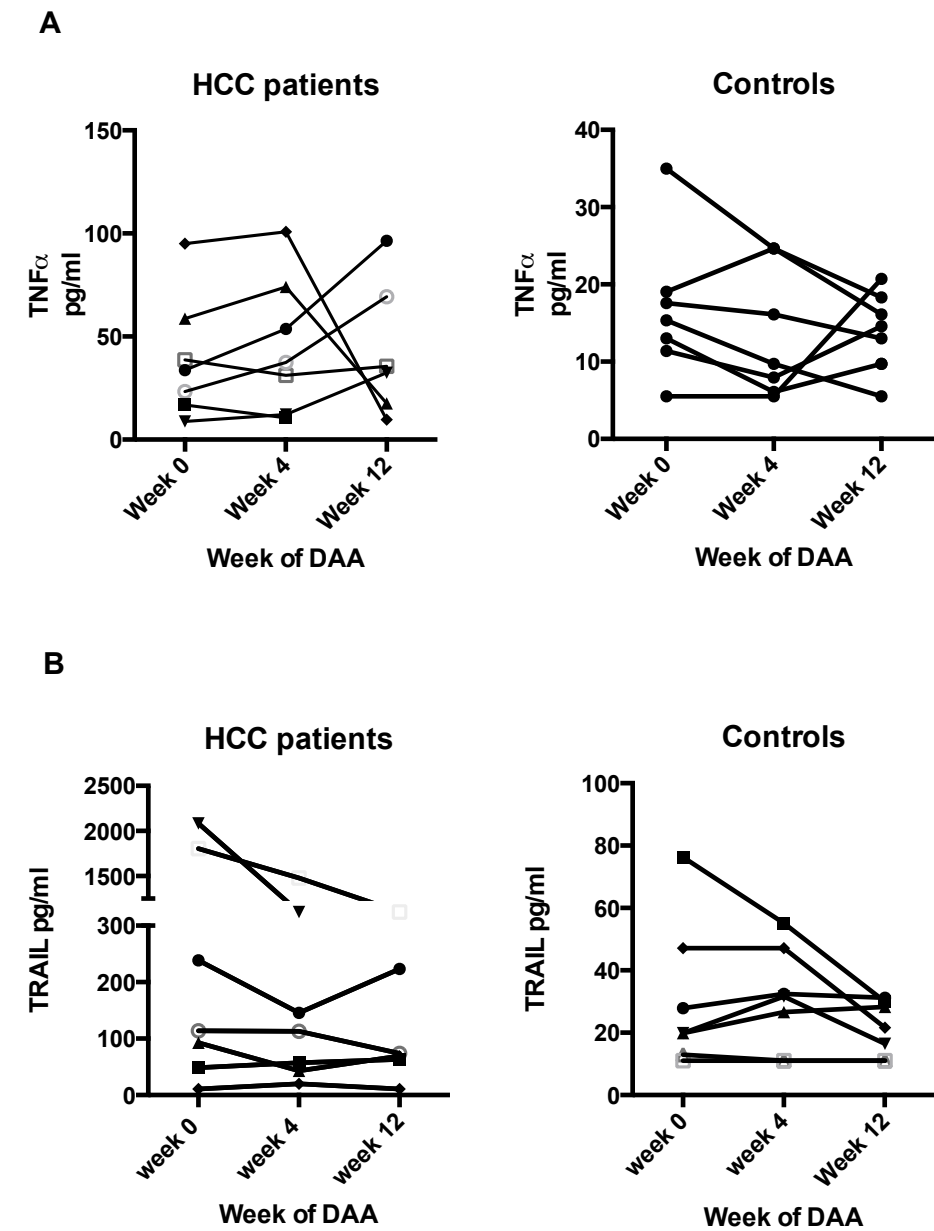 A
HCC patients
TNFα
pg/ml
150
100
50
0
Week 0
Week 4
Week 12
Week of DAA
Controls
TNFα
pg/ml
40
30
20
10
0
Week 0
Week 4
Week 12
Week of DAA
B
HCC patients
TRAIL pg/ml
2500
2000
1500
300
200
100
0
week 0
week 4
week 12
Week of DAA
Controls
TRAIL pg/ml
100
80
60
40
20
0
week 0
week 4
Week 12
Week of DAA